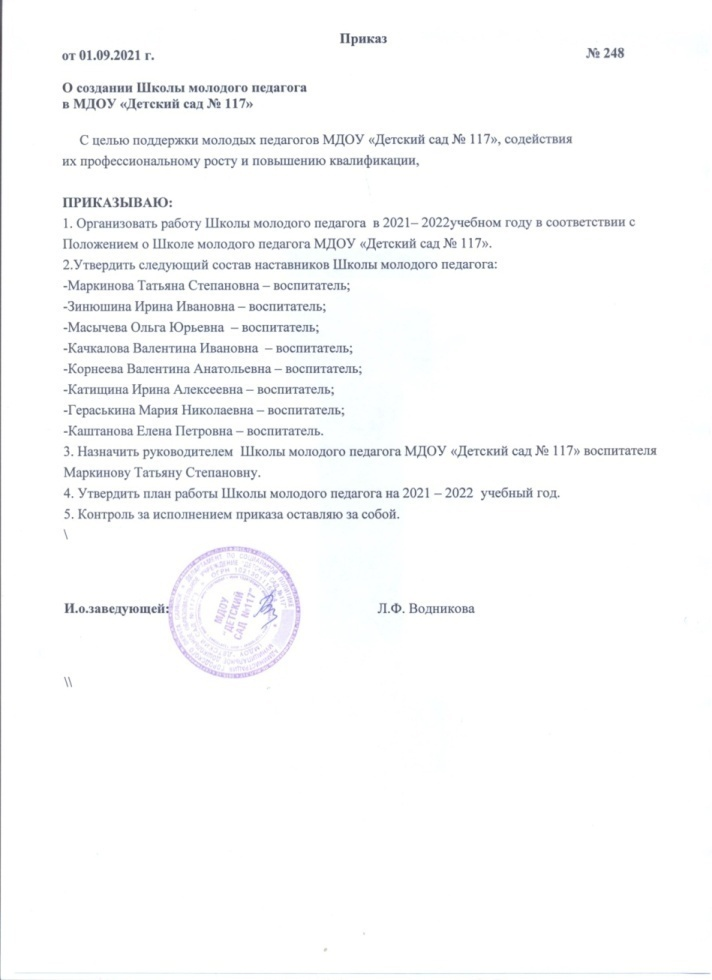 Приказ
от 01.09.2021 г. № 248
О создании Школы молодого педагога
в МДОУ «Детский сад № 117»
С целью поддержки молодых педагогов МДОУ «Детский сад № 117», содействия
их профессиональному росту и повышению квалификации,
ПРИКАЗЫВАЮ:
1. Организовать работу Школы молодого педагога в 2021– 2022учебном году в соответствии с
Положением о Школе молодого педагога МДОУ «Детский сад № 117».
2.Утвердить следующий состав наставников Школы молодого педагога:
-Маркинова Татьяна Степановна – воспитатель;
-Зинюшина Ирина Ивановна – воспитатель;
-Масычева Ольга Юрьевна – воспитатель;
-Качкалова Валентина Ивановна – воспитатель;
-Корнеева Валентина Анатольевна – воспитатель;
-Катищина Ирина Алексеевна – воспитатель;
-Гераськина Мария Николаевна – воспитатель;
-Каштанова Елена Петровна – воспитатель.
3. Назначить руководителем Школы молодого педагога МДОУ «Детский сад № 117» воспитателя
Маркинову Татьяну Степановну.
4. Утвердить план работы Школы молодого педагога на 2021 – 2022 учебный год.
5. Контроль за исполнением приказа оставляю за собой.
\
И.о.заведующей: Л.Ф. Водникова
МДОУ
"ДЕТСКИЙ
САД №117"
\\